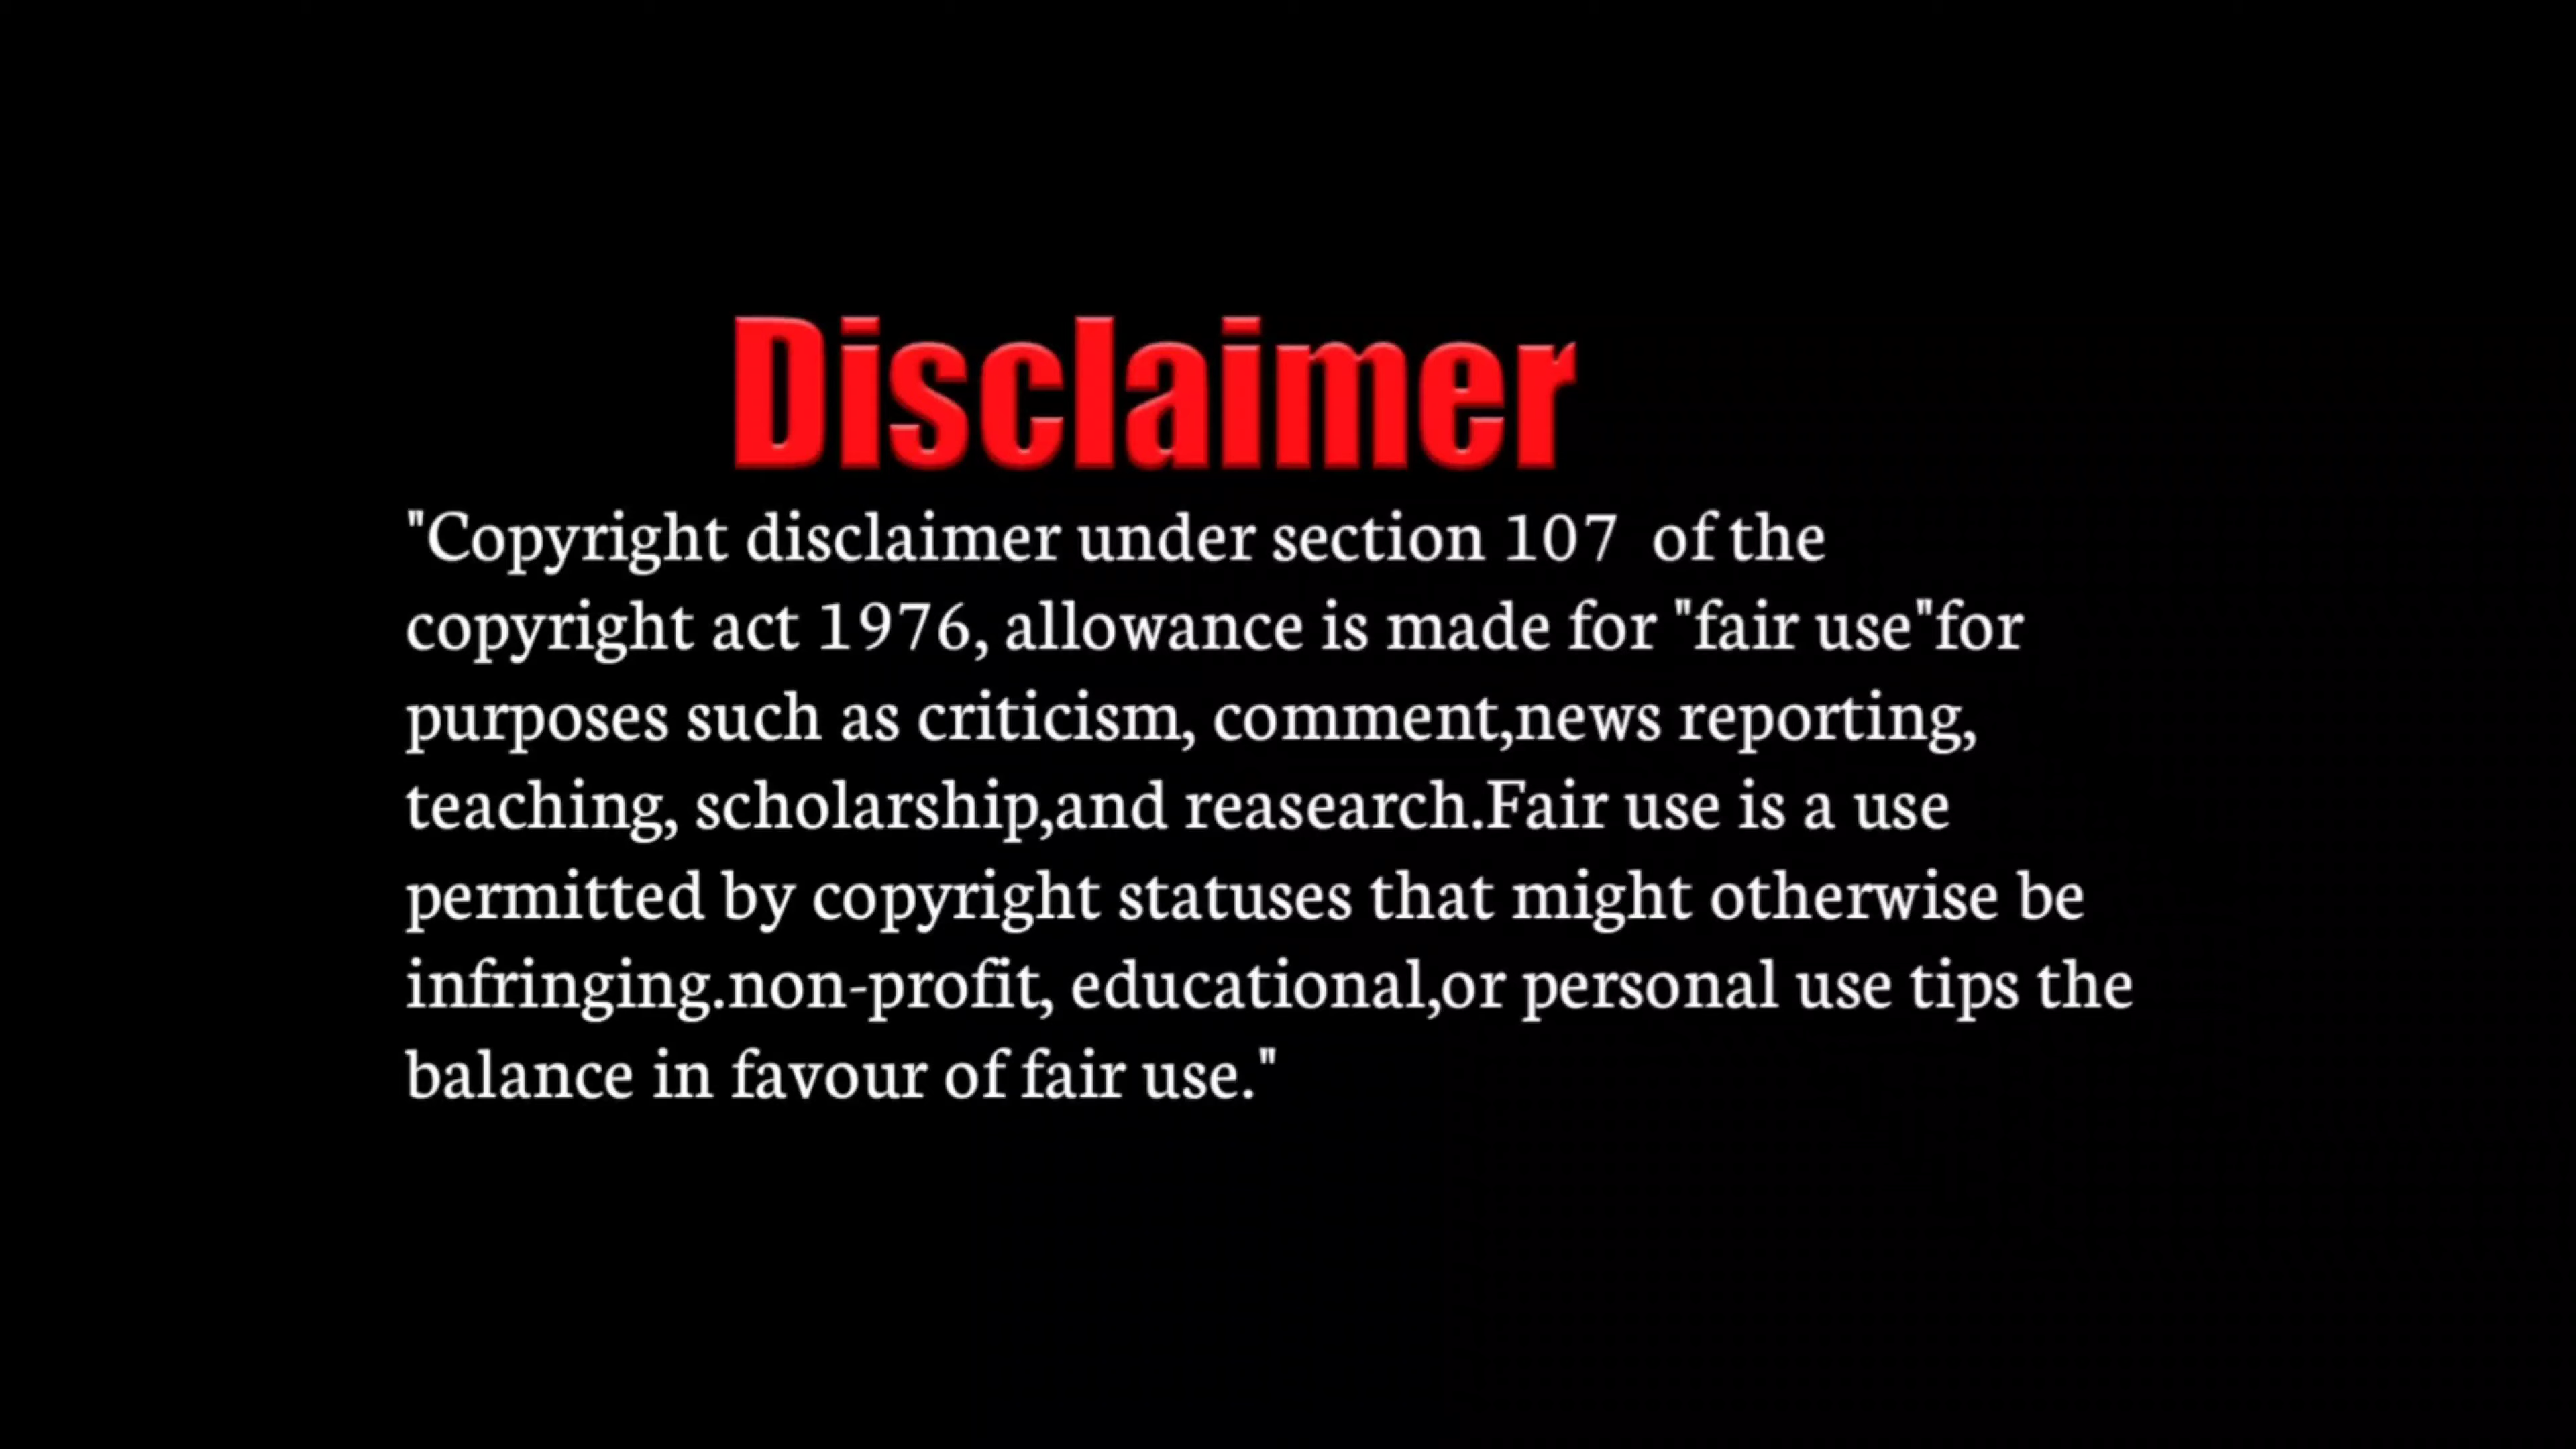 Disclaimer
"Copyright disclaimer under section 107  of the
copyright act 1976, allowance is made for "fair use"for
purposes such as criticism, comment,news reporting,
teaching, scholarship,and reasearch.Fair use is a use
permitted by copyright statuses that might otherwise be
infringing.non-profit, educational,or personal use tips the
balance in favour of fair use."